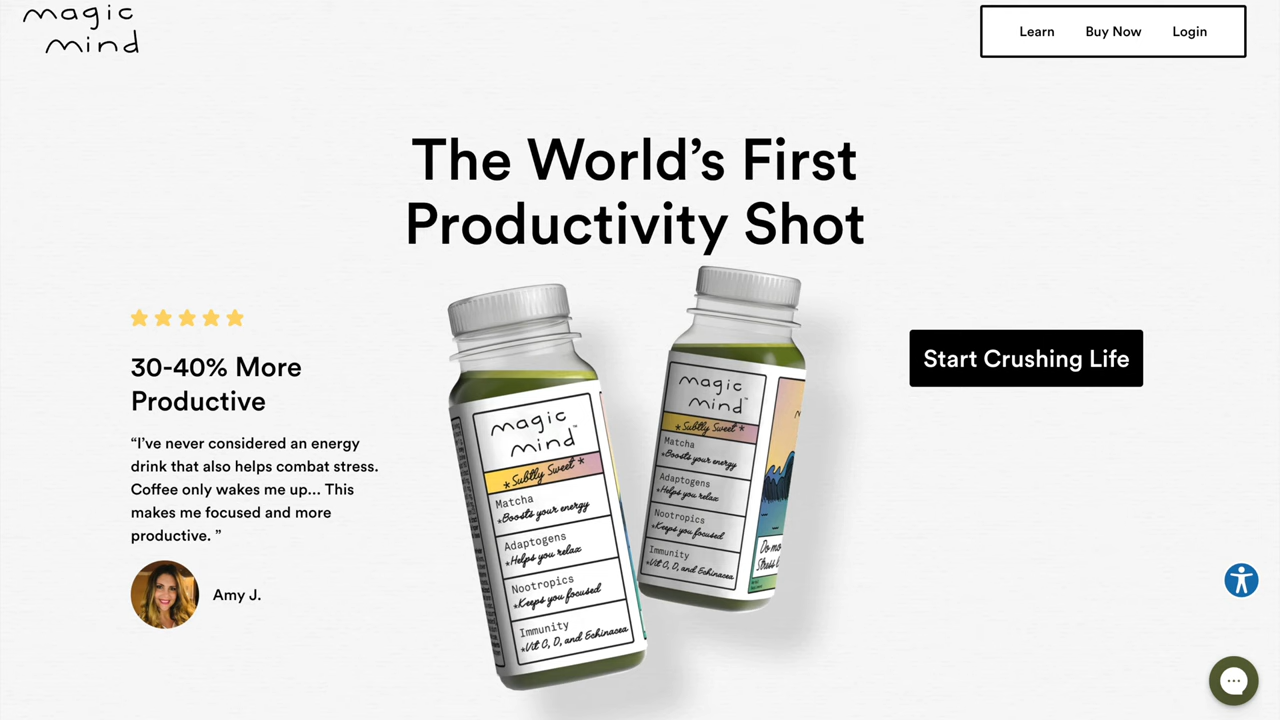 magic
mind
Learn
Buy Now
Login
The World’s First
Productivity Shot
30-40% More
Productive
“I’ve never considered an energy
drink that also helps combat stress.
Coffee only wakes me up... This
makes me focused and more
productive. ”
Amy J.
Start Crushing Life
magic
mind™
*Subtly Sweet*
Matcha
*Boosts your energy
Adaptogens
*Helps you relax
Nootropics
*Keeps you focused
Immunity
*Vit C, D, and Echinacea
magic
mind™
*Subtly Sweet*
Matcha
*Boosts your energy
Adaptogens
*Helps you relax
Nootropics
*Keeps you focused
Immunity
*Vit C, D, and Echinacea
Do